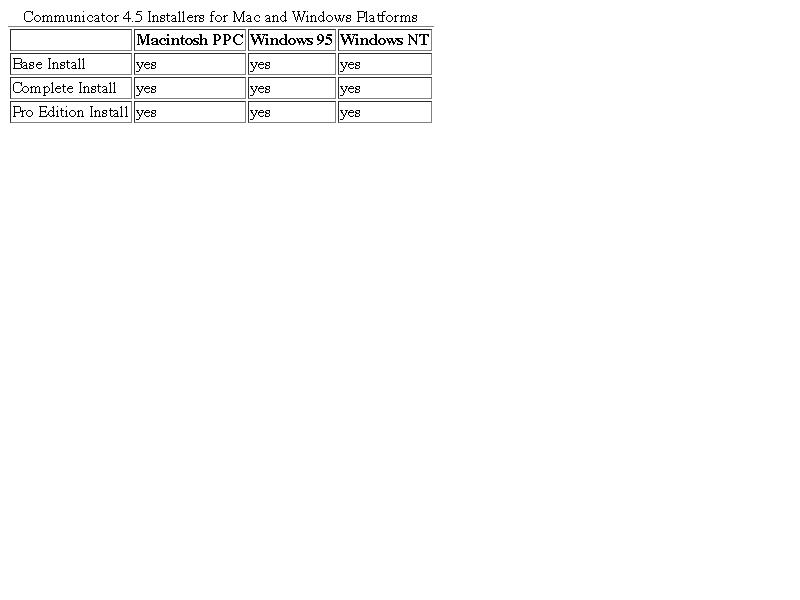 Communicator 4.5 Installers for Mac and Windows Platforms
Macintosh PPC Windows 95 Windows NT
Base Install yes yes yes
Complete Install yes yes yes
Pro Edition Install yes yes yes